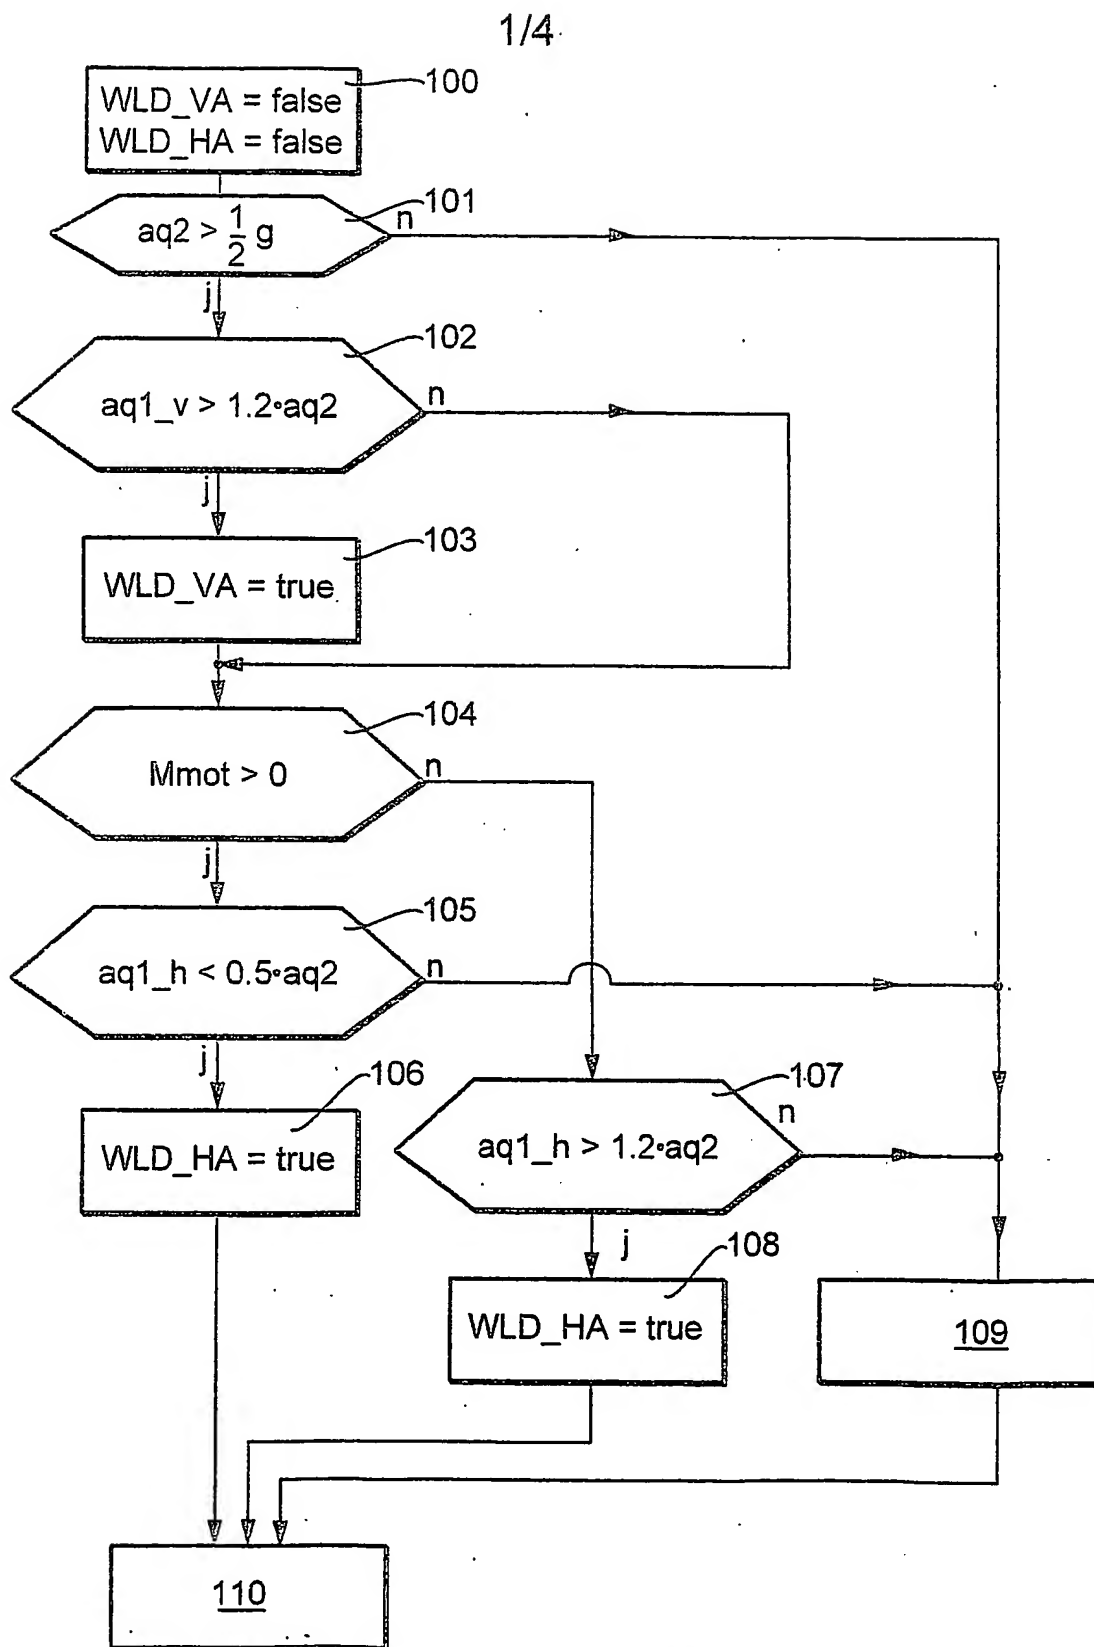 1/4
100
WLD_VA = false
WLD_HA = false
101
aq2 > 1/2 g
n
j
102
aq1_v > 1.2•aq2
n
j
103
WLD_VA = true
104
Mmot > 0
n
j
105
aq1_h < 0.5•aq2
n
j
106
WLD_HA = true
107
aq1_h > 1.2•aq2
n
j
108
WLD_HA = true
109
110